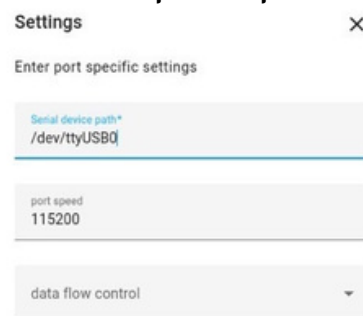 Settings
Enter port specific settings
Serial device path*
/dev/ttyUSB0
port speed
115200
data flow control